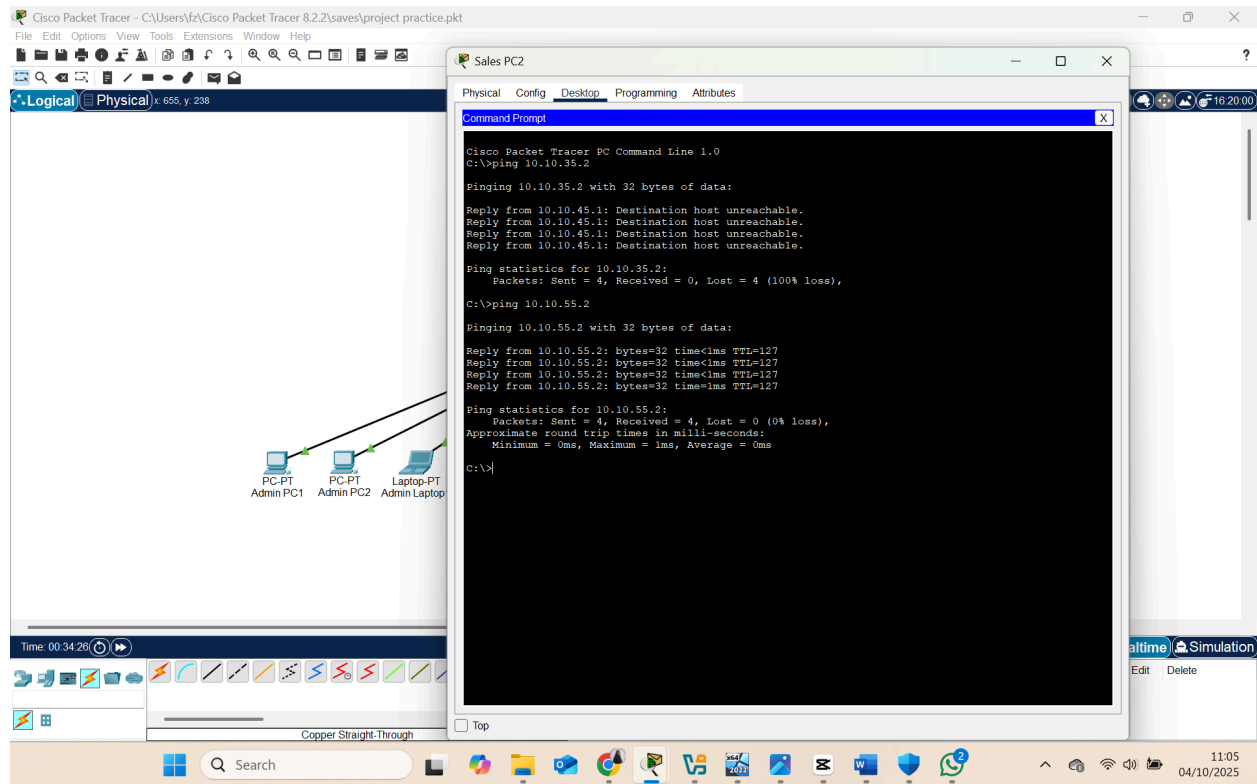 Cisco Packet Tracer - C:\Users\fz\Cisco Packet Tracer 8.2.2\saves\project practice.pkt
File Edit Options View Tools Extensions Window Help
?
Logical Physical x: 655, y: 238
16:20:00
Sales PC2
Physical Config Desktop Programming Attributes
Command Prompt
X
Cisco Packet Tracer PC Command Line 1.0
C:\>ping 10.10.35.2
Pinging 10.10.35.2 with 32 bytes of data:
Reply from 10.10.45.1: Destination host unreachable.
Reply from 10.10.45.1: Destination host unreachable.
Reply from 10.10.45.1: Destination host unreachable.
Reply from 10.10.45.1: Destination host unreachable.
Ping statistics for 10.10.35.2:
Packets: Sent = 4, Received = 0, Lost = 4 (100% loss),
C:\>ping 10.10.55.2
Pinging 10.10.55.2 with 32 bytes of data:
Reply from 10.10.55.2: bytes=32 time<1ms TTL=127
Reply from 10.10.55.2: bytes=32 time<1ms TTL=127
Reply from 10.10.55.2: bytes=32 time<1ms TTL=127
Reply from 10.10.55.2: bytes=32 time=1ms TTL=127
Ping statistics for 10.10.55.2:
Packets: Sent = 4, Received = 4, Lost = 0 (0% loss),
Approximate round trip times in milli-seconds:
Minimum = 0ms, Maximum = 1ms, Average = 0ms
C:\>
Top
PC-PT
Admin PC1
PC-PT
Admin PC2
Laptop-PT
Admin Laptop
Time: 00:34:26
altime Simulation
Edit Delete
Copper Straight-Through
Search
x64
2022
2
11:05
04/10/2025